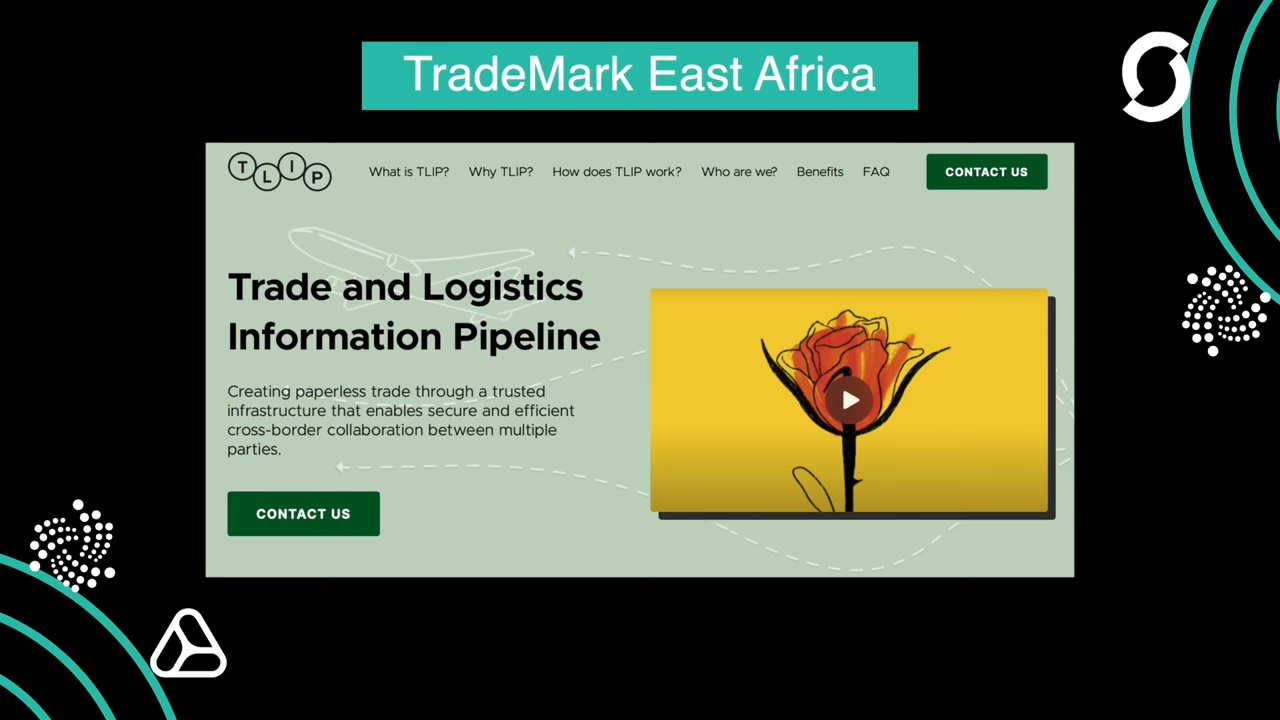 TradeMark East Africa
TLIP
What is TLIP? Why TLIP? How does TLIP work? Who are we? Benefits FAQ CONTACT US
Trade and Logistics
Information Pipeline
Creating paperless trade through a trusted
infrastructure that enables secure and efficient
cross-border collaboration between multiple
parties.
CONTACT US